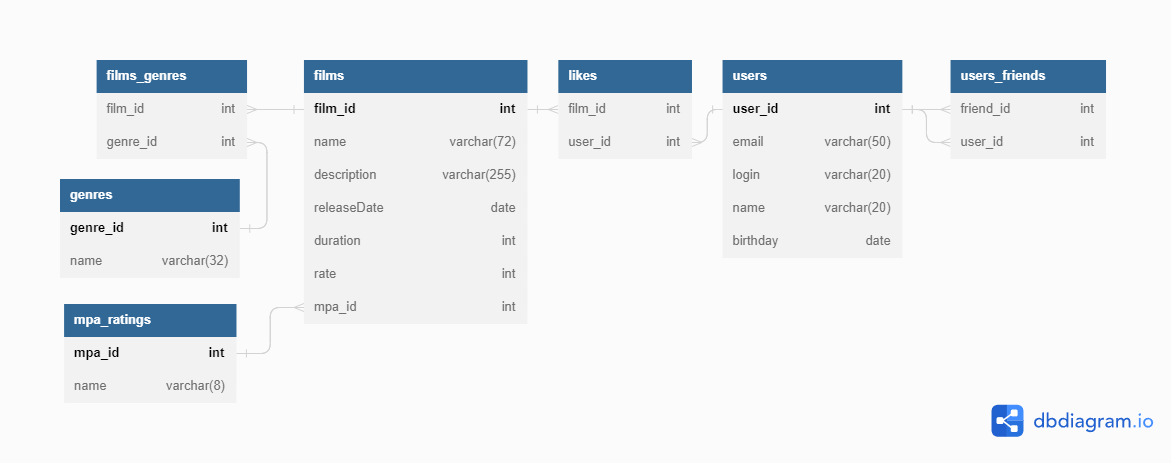 films_genres
film_id int
genre_id int
genres
genre_id int
name varchar(32)
mpa_ratings
mpa_id int
name varchar(8)
films
film_id int
name varchar(72)
description varchar(255)
releaseDate date
duration int
rate int
mpa_id int
likes
film_id int
user_id int
users
user_id int
email varchar(50)
login varchar(20)
name varchar(20)
birthday date
users_friends
friend_id int
user_id int
dbdiagram.io